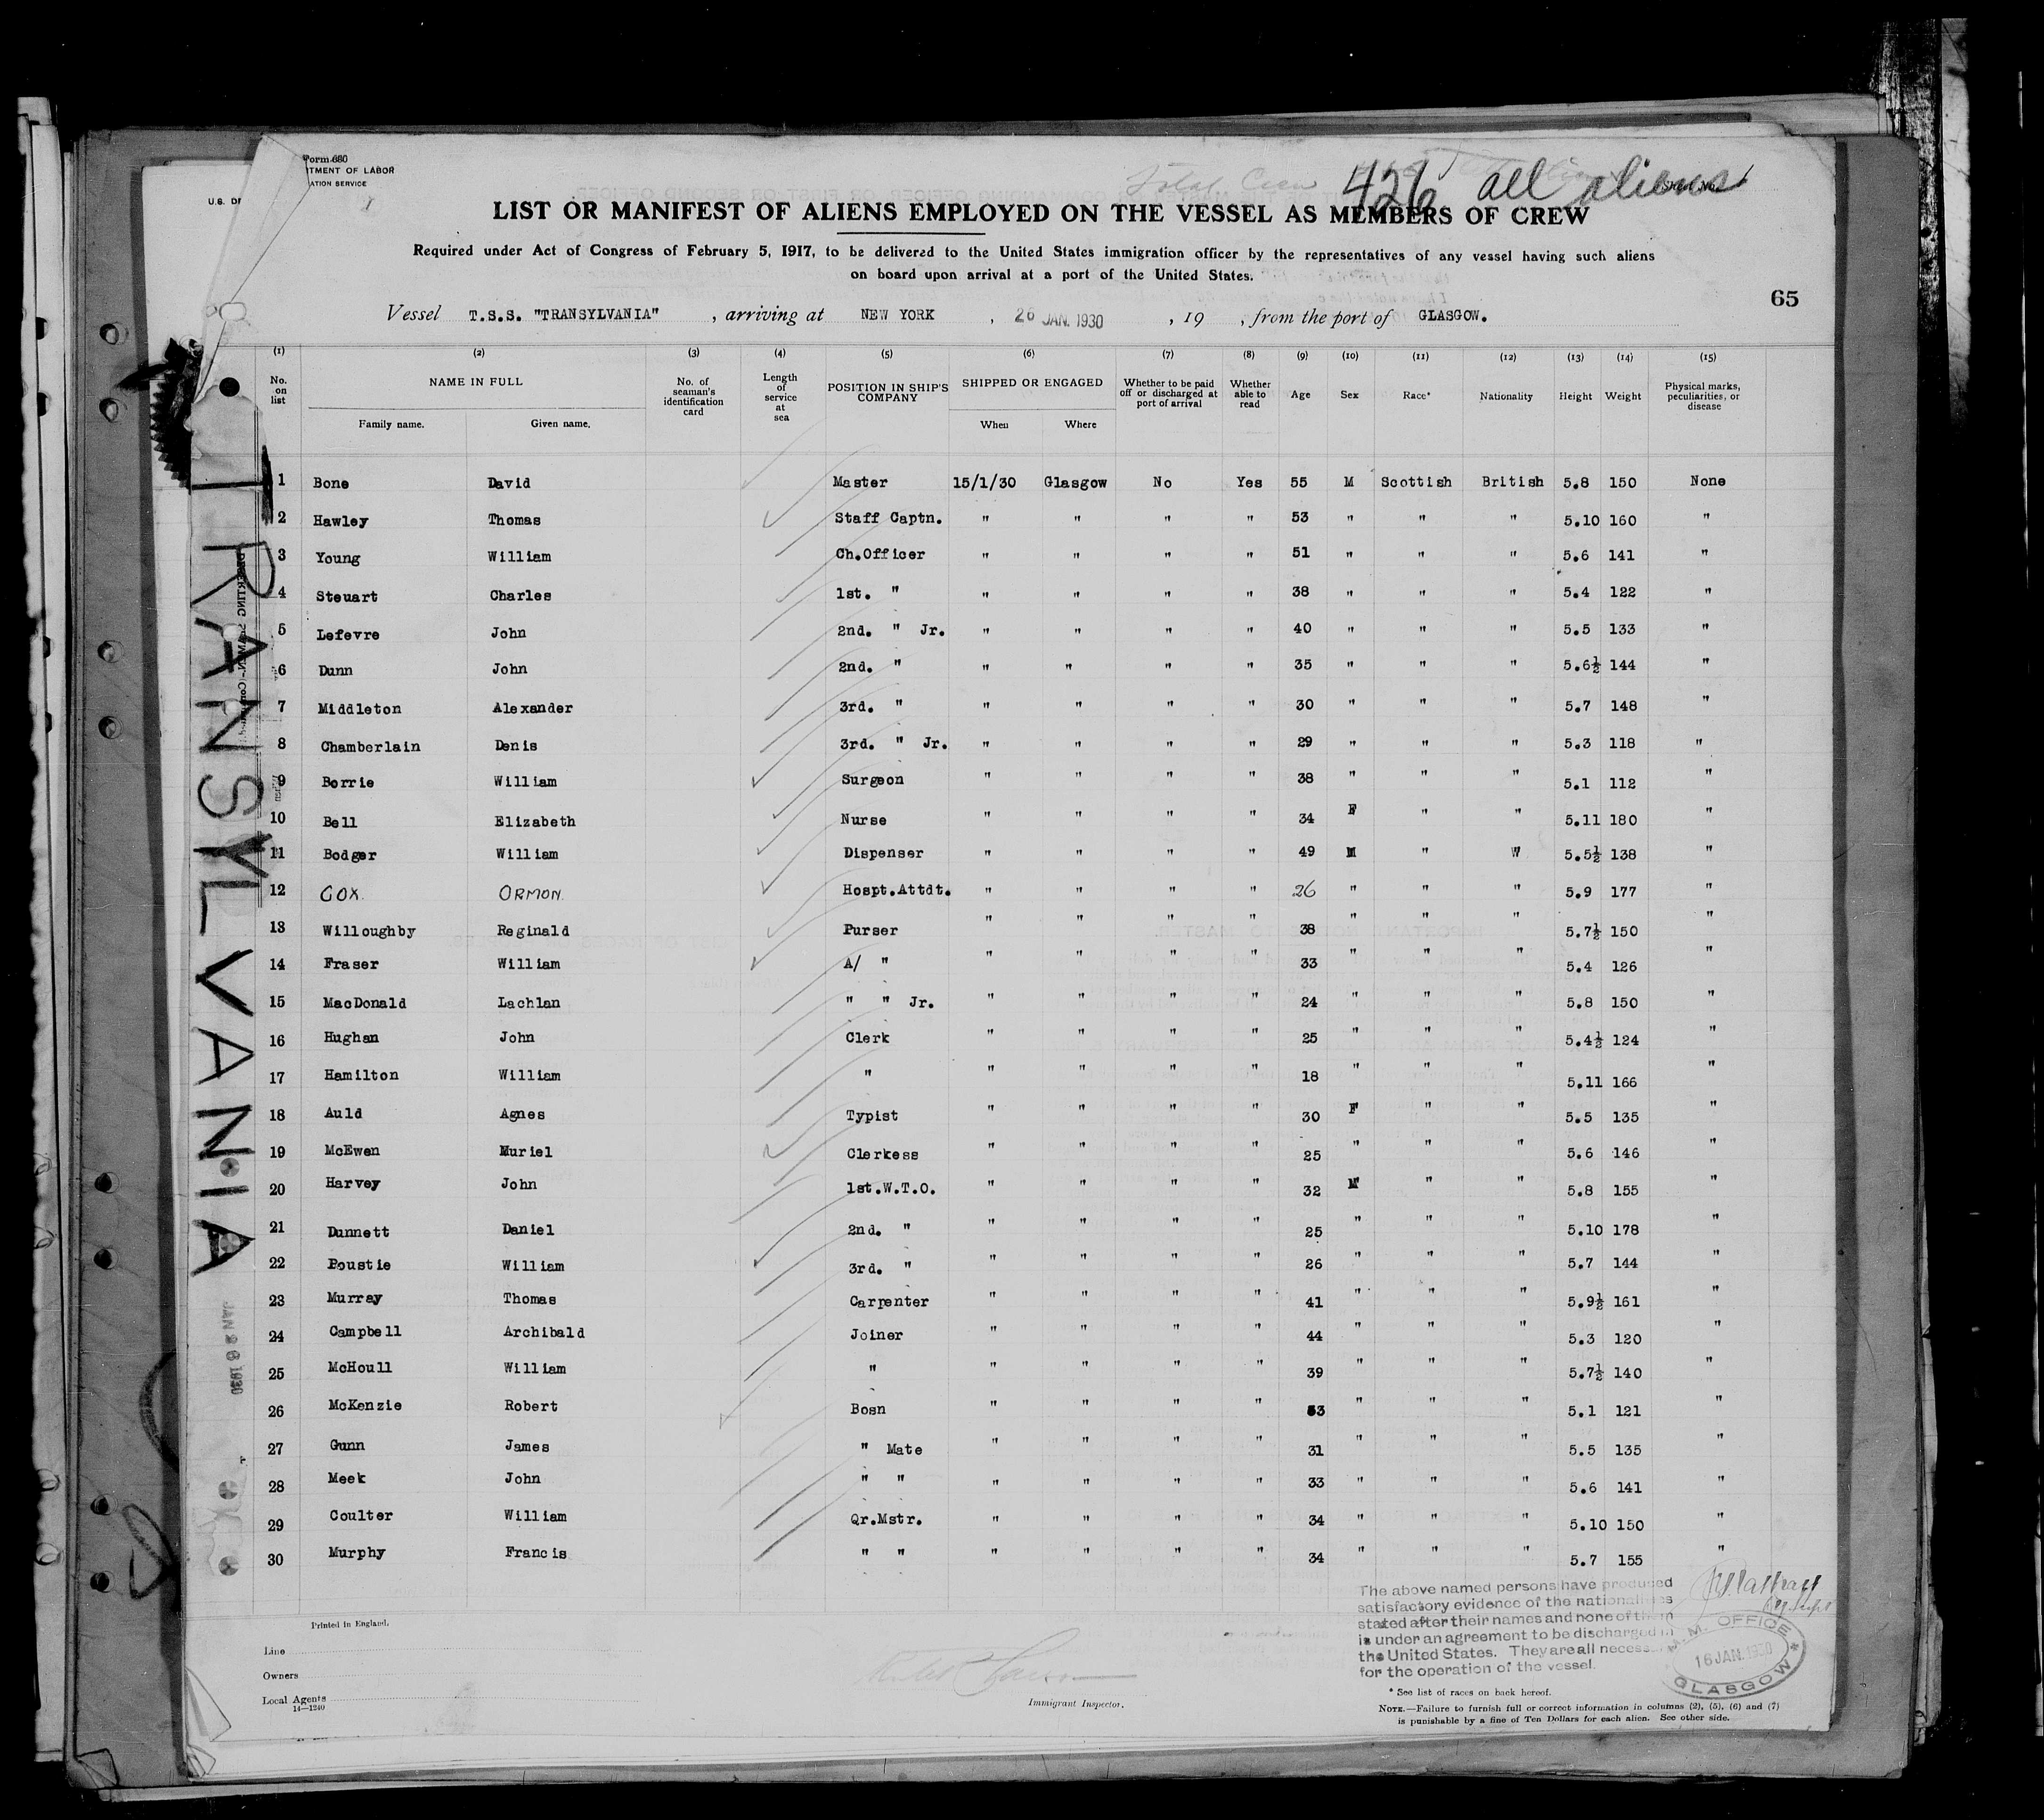 Form 680
U.S. DE
TMENT OF LABOR
ATION SERVICE
Total Crew 426 all aliens
LIST OR MANIFEST OF ALIENS EMPLOYED ON THE VESSEL AS MEMBERS OF CREW
Required under Act of Congress of February 5, 1917, to be delivered to the United States immigration officer by the representatives of any vessel having such aliens
on board upon arrival at a port of the United States.
65
Vessel T.S.S. "TRANSYLVANIA" , arriving at NEW YORK , 26 JAN. 1930 , 19 , from the port of GLASGOW.
(1) (2) (3) (4) (5) (6) (7) (8) (9) (10) (11) (12) (13) (14) (15)
No. on list NAME IN FULL Family name. Given name. No. of seaman's identification card Length of service at sea POSITION IN SHIP'S COMPANY SHIPPED OR ENGAGED When Where Whether to be paid off or discharged at port of arrival Whether able to read Age Sex Race* Nationality Height Weight Physical marks, peculiarities, or disease
1 Bone David Master 15/1/30 Glasgow No Yes 55 M Scottish British 5.8 150 None
2 Hawley Thomas Staff Captn. " " " " 53 " " " 5.10 160 "
3 Young William Ch.Officer " " " " 51 " " " 5.6 141 "
4 Steuart Charles 1st. " " " " " 38 " " " 5.4 122 "
5 Lefevre John 2nd. " Jr. " " " " 40 " " " 5.5 133 "
6 Dunn John 2nd. " " " " " 35 " " " 5.6½ 144 "
7 Middleton Alexander 3rd. " " " " " 30 " " " 5.7 148 "
8 Chamberlain Denis 3rd. " Jr. " " " " 29 " " " 5.3 118 "
9 Borrie William Surgeon " " " " 38 " " " 5.1 112 "
10 Bell Elizabeth Nurse " " " " 34 F " " 5.11 180 "
11 Bodger William Dispenser " " " " 49 M " W 5.5½ 138 "
12 COX ORMON Hospt.Attdt. " " " " 26 " " " 5.9 177 "
13 Willoughby Reginald Purser " " " " 38 " " " 5.7½ 150 "
14 Fraser William A/ " " " " " 33 " " " 5.4 126 "
15 MacDonald Lachlan " " Jr. " " " " 24 " " " 5.8 150 "
16 Hughan John Clerk " " " " 25 " " " 5.4½ 124 "
17 Hamilton William " " " " " 18 " " " 5.11 166 "
18 Auld Agnes Typist " " " " 30 F " " 5.5 135 "
19 McEwen Muriel Clerkess " " " " 25 " " " 5.6 146 "
20 Harvey John 1st.W.T.O. " " " " 32 M " " 5.8 155 "
21 Dunnett Daniel 2nd. " " " " " 25 " " " 5.10 178 "
22 Poustie William 3rd. " " " " " 26 " " " 5.7 144 "
23 Murray Thomas Carpenter " " " " 41 " " " 5.9½ 161 "
24 Campbell Archibald Joiner " " " " 44 " " " 5.3 120 "
25 McHoull William " " " " " 39 " " " 5.7½ 140 "
26 McKenzie Robert Bosn " " " " 53 " " " 5.1 121 "
27 Gunn James " Mate " " " " 31 " " " 5.5 135 "
28 Meek John " " " " " " 33 " " " 5.6 141 "
29 Coulter William Qr.Mstr. " " " " 34 " " " 5.10 150 "
30 Murphy Francis " " " " " " 34 " " " 5.7 155 "
TRANSYLVANIA
JAN 26 1930
The above named persons have produced
satisfactory evidence of the nationalities
stated after their names and none of them
is under an agreement to be discharged in
the United States. They are all necess
for the operation of the vessel.
M.M. OFFICE
16 JAN. 1930
GLASGOW
Printed in England.
Line
Owners
Local Agents
14—1240
Immigrant Inspector.
* See list of races on back hereof.
NOTE.—Failure to furnish full or correct information in columns (2), (5), (6) and (7)
is punishable by a fine of Ten Dollars for each alien. See other side.